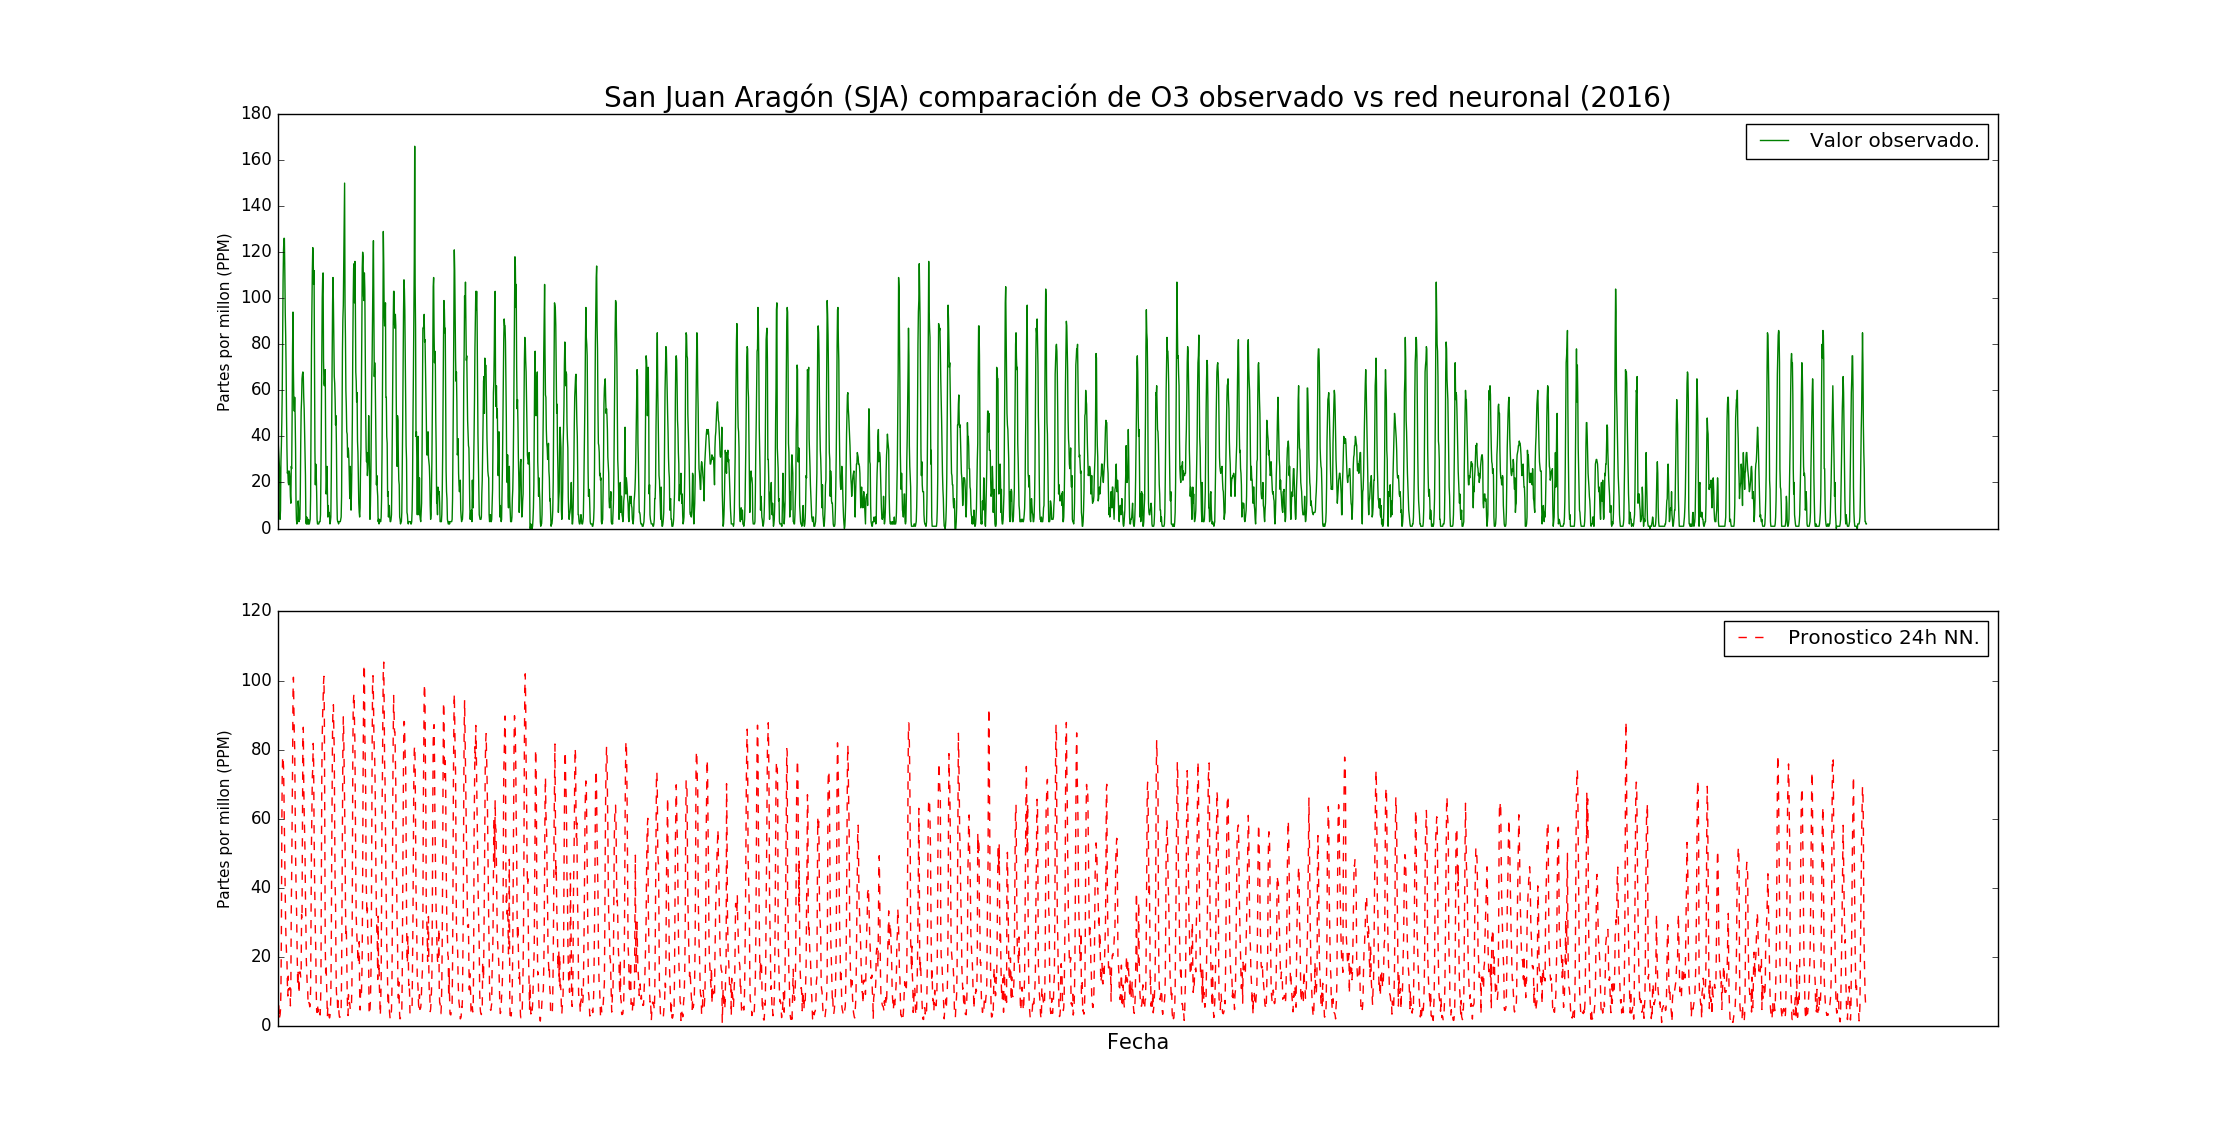 San Juan Aragón (SJA) comparación de O3 observado vs red neuronal (2016)
180
160
140
120
100
80
60
40
20
0
Partes por millon (PPM)
Valor observado.
120
100
80
60
40
20
0
Partes por millon (PPM)
Pronostico 24h NN.
Fecha